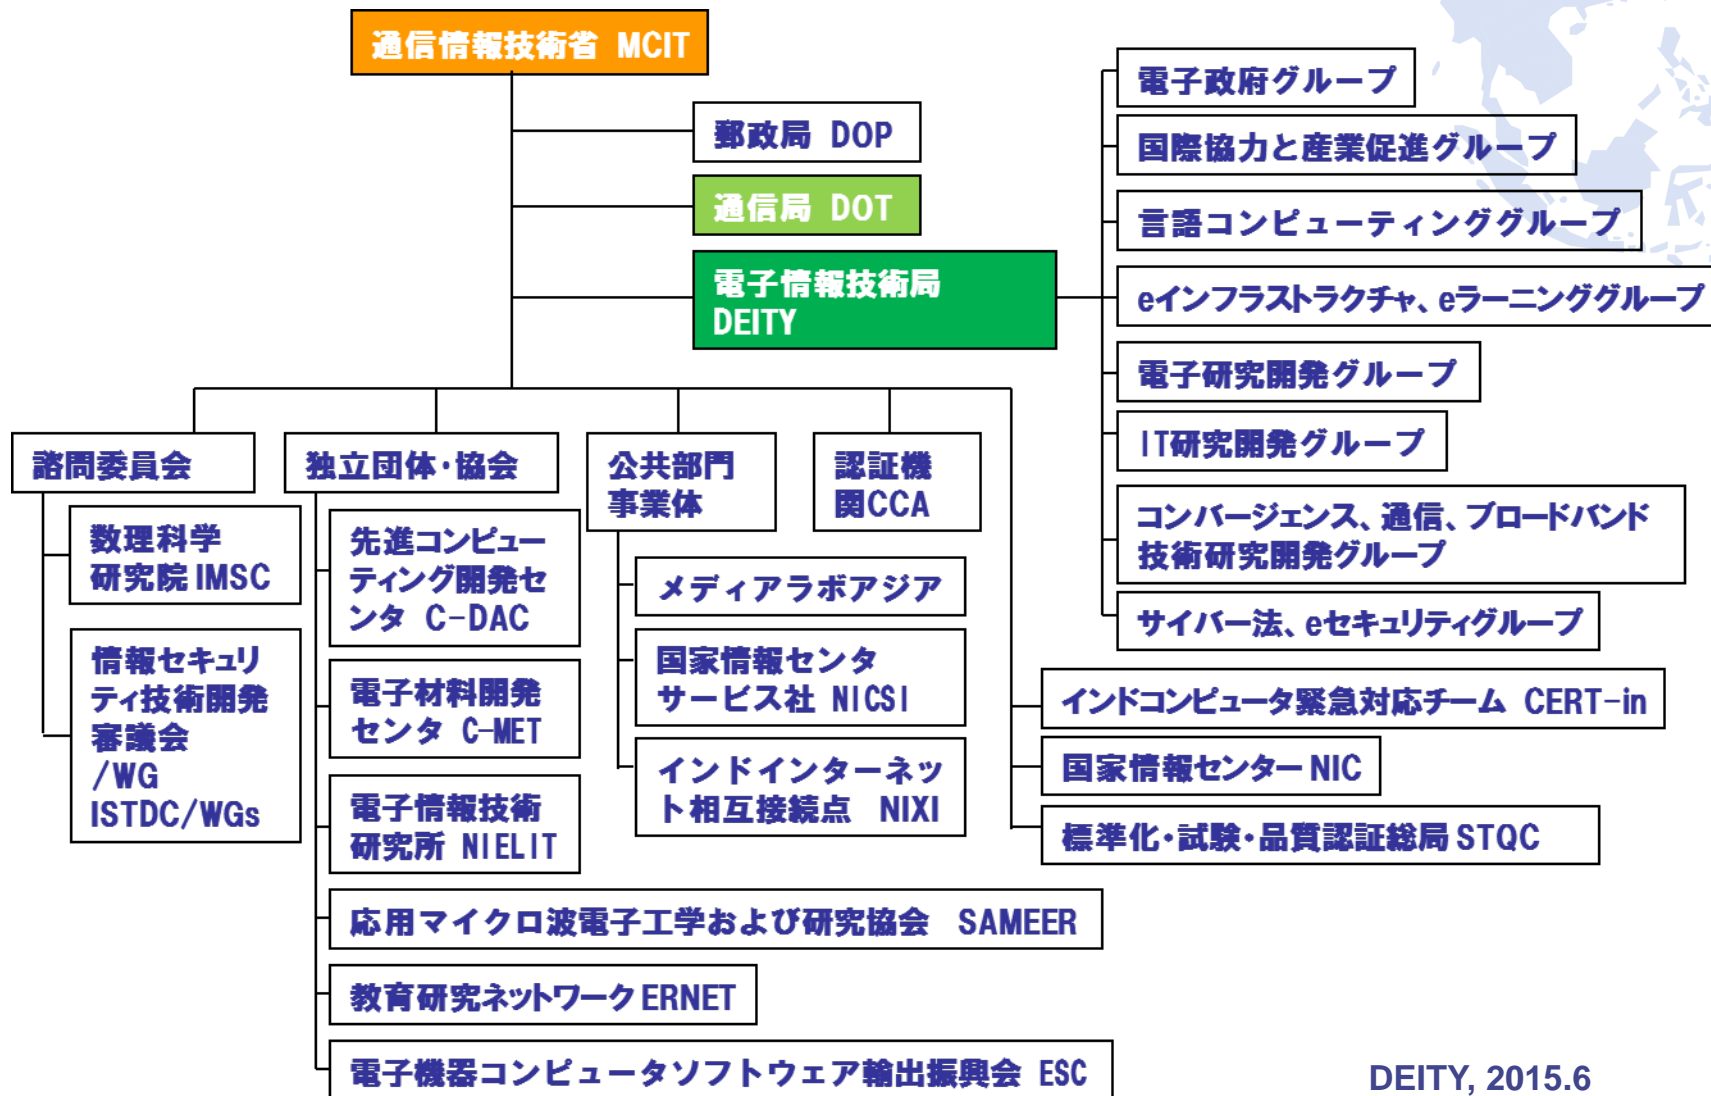 通信情報技術省 MCIT
郵政局 DOP
通信局 DOT
電子情報技術局
DEITY
電子政府グループ
国際協力と産業促進グループ
言語コンピューティンググループ
eインフラストラクチャ、eラーニンググループ
電子研究開発グループ
IT研究開発グループ
コンバージェンス、通信、ブロードバンド
技術研究開発グループ
サイバー法、eセキュリティグループ
諮問委員会
数理科学
研究院 IMSC
情報セキュリ
ティ技術開発
審議会
/WG
ISTDC/WGs
独立団体・協会
先進コンピュー
ティング開発セ
ンタ C-DAC
電子材料開発
センタ C-MET
電子情報技術
研究所 NIELIT
応用マイクロ波電子工学および研究協会 SAMEER
教育研究ネットワーク ERNET
電子機器コンピュータソフトウェア輸出振興会 ESC
公共部門
事業体
メディアラボアジア
国家情報センタ
サービス社 NICSI
インドインターネッ
ト相互接続点 NIXI
認証機
関CCA
インドコンピュータ緊急対応チーム CERT-in
国家情報センター NIC
標準化・試験・品質認証総局 STQC
DEITY, 2015.6